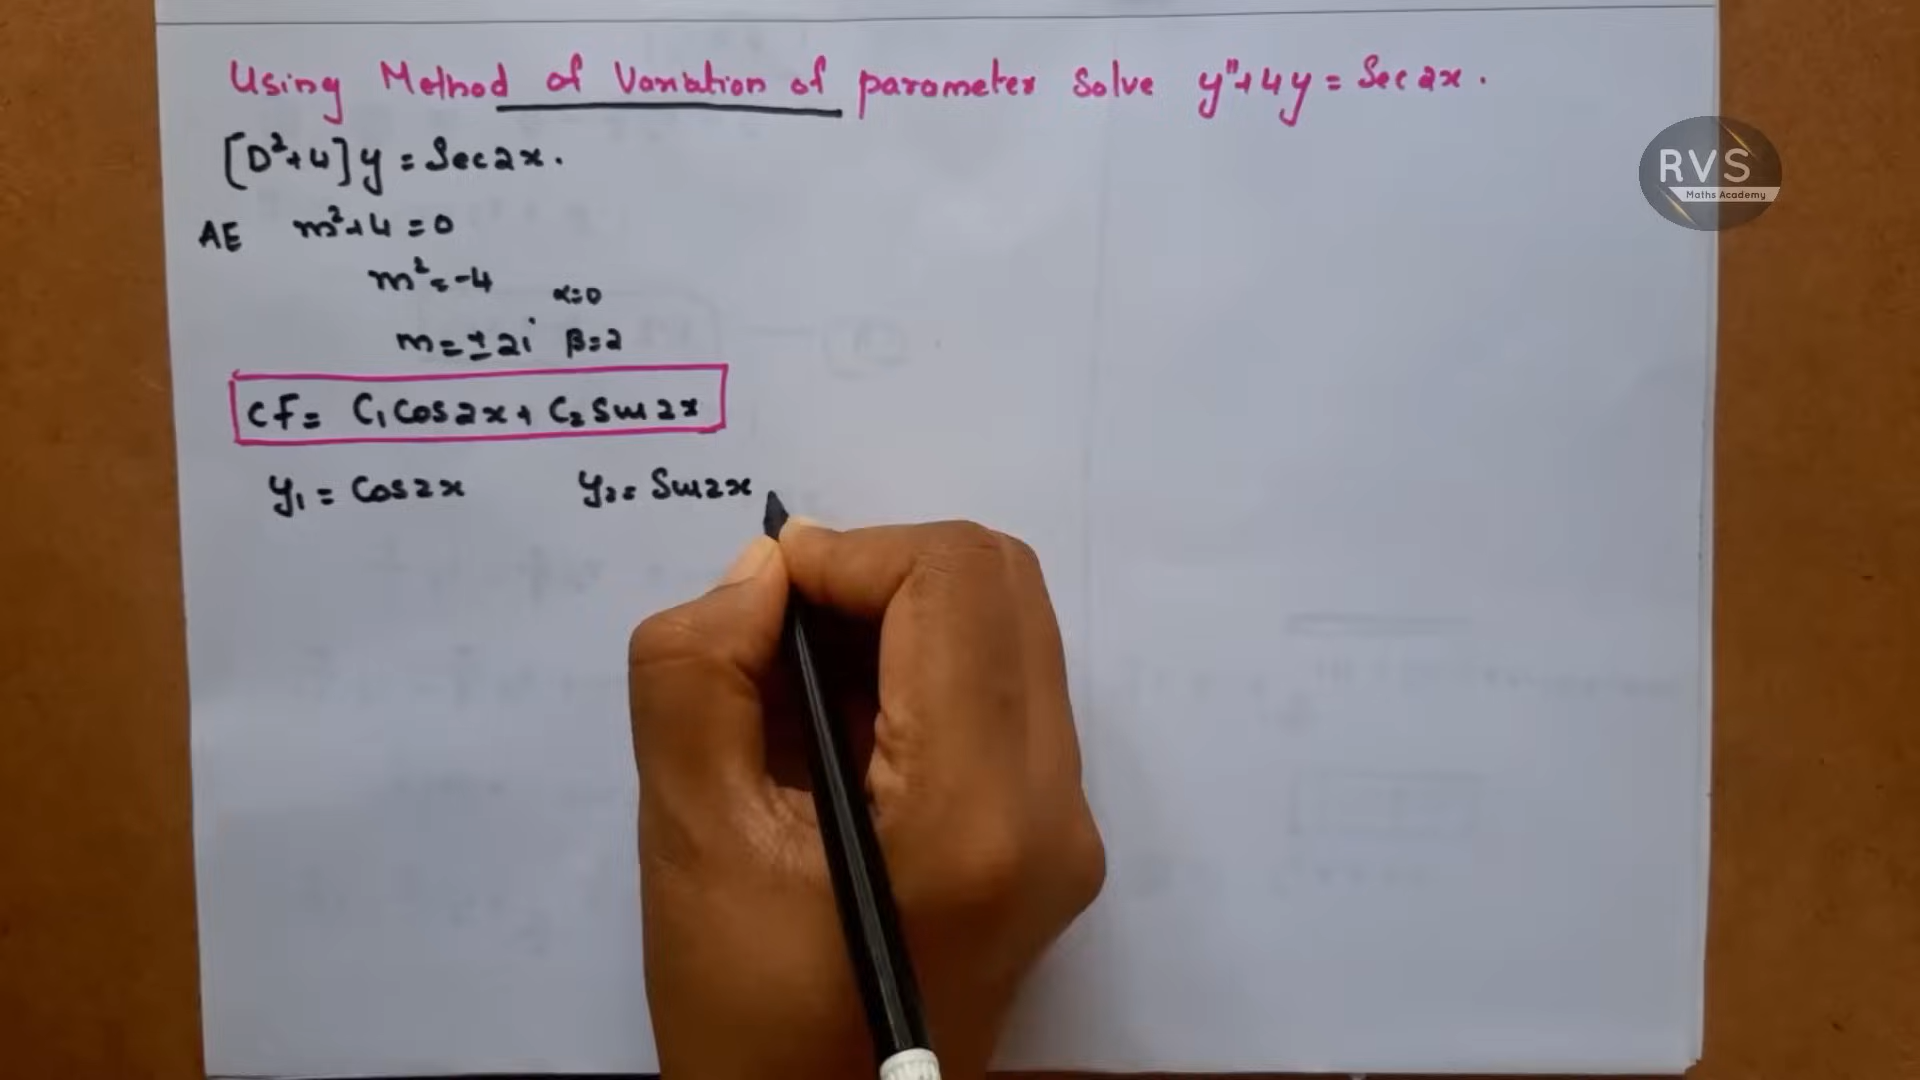 Using Method of Variation of parameter Solve y"+4y = Sec2x.
[D²+4]y = Sec2x.
AE m²+4 = 0
m² = -4
α=0
m = ±2i β=2
CF = C₁Cos2x + C₂Sin2x
y₁ = Cos2x y₂ = Sin2x
RVS
Maths Academy